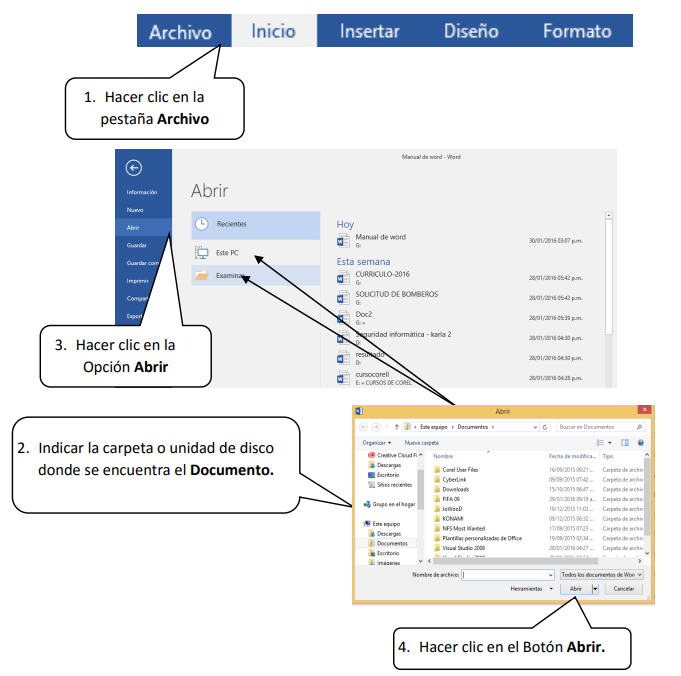 Archivo Inicio Insertar Diseño Formato
1. Hacer clic en la
pestaña Archivo
Manual de word - Word
Información
Nuevo
Abrir
Guardar
Guardar com
Imprimir
Compart
Export
Abrir
Recientes
Este PC
Examinar
Hoy
Manual de word 30/01/2016 03:07 p.m.
G:
Esta semana
CURRICULO-2016 28/01/2016 05:42 p.m.
G:
SOLICITUD DE BOMBEROS 28/01/2016 05:42 p.m.
G:
Doc2 28/01/2016 05:39 p.m.
G: »
Seguridad informática - karla 2 28/01/2016 04:30 p.m.
D:
resultado 28/01/2016 04:30 p.m.
D:
cursocorell 28/01/2016 04:28 p.m.
E: » CURSOS DE COREL
3. Hacer clic en la
Opción Abrir
2. Indicar la carpeta o unidad de disco
donde se encuentra el Documento.
Abrir
Este equipo Documentos Buscar en Documentos
Organizar Nueva carpeta
Creative Cloud Fi
Descargas
Escritorio
Sitios recientes
Grupo en el hogar
Este equipo
Descargas
Documentos
Escritorio
Imágenes
Nombre Fecha de modifica... Tipo
Corel User Files 16/09/2015 09:21 ... Carpeta de archiv
CyberLink 09/09/2015 07:42 ... Carpeta de archiv
Downloads 15/10/2015 06:47 ... Carpeta de archiv
FIFA 09 29/01/2016 09:18 a... Carpeta de archiv
JoWooD 10/12/2015 11:03 ... Carpeta de archiv
KONAMI 09/12/2015 06:32 ... Carpeta de archiv
NFS Most Wanted 17/09/2015 07:23 ... Carpeta de archiv
Plantillas personalizadas de Office 19/09/2015 02:34 ... Carpeta de archiv
Visual Studio 2008 28/01/2016 04:27 ... Carpeta de archiv
Nombre de archivo: Todos los documentos de Wor
Herramientas Abrir Cancelar
4. Hacer clic en el Botón Abrir.